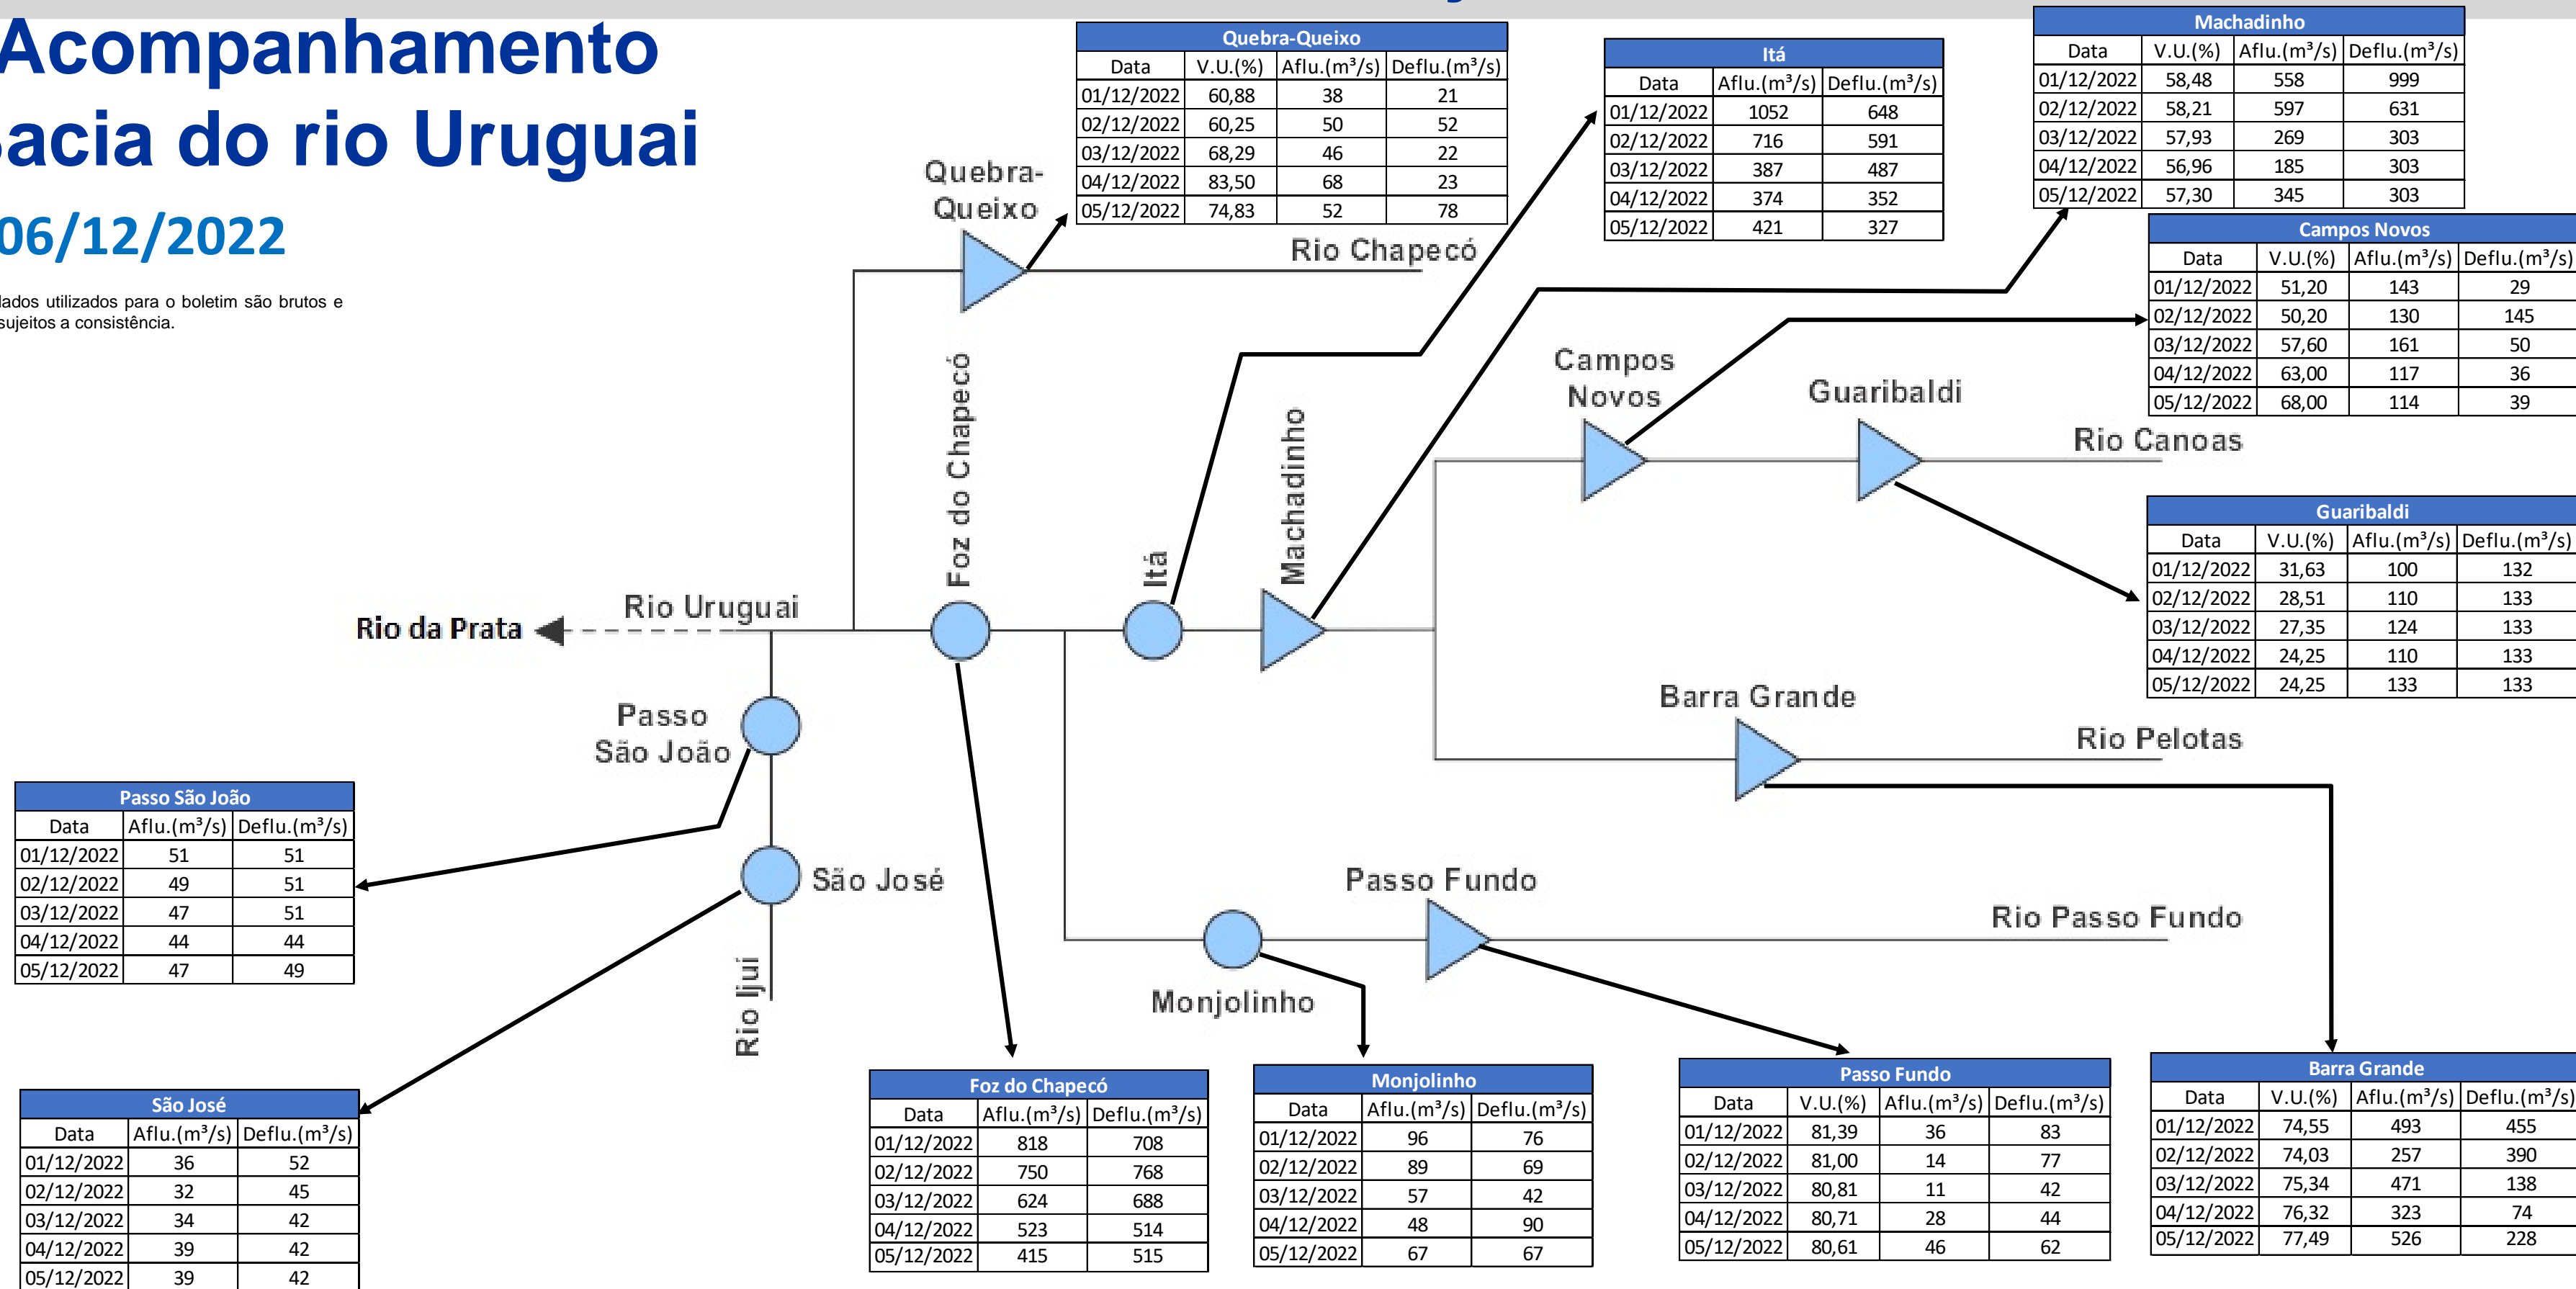 Acompanhamento
acia do rio Uruguai
06/12/2022
lados utilizados para o boletim são brutos e
sujeitos a consistência.
Quebra-Queixo
Data V.U.(%) Aflu.(m³/s) Deflu.(m³/s)
01/12/2022 60,88 38 21
02/12/2022 60,25 50 52
03/12/2022 68,29 46 22
04/12/2022 83,50 68 23
05/12/2022 74,83 52 78
Itá
Data Aflu.(m³/s) Deflu.(m³/s)
01/12/2022 1052 648
02/12/2022 716 591
03/12/2022 387 487
04/12/2022 374 352
05/12/2022 421 327
Machadinho
Data V.U.(%) Aflu.(m³/s) Deflu.(m³/s)
01/12/2022 58,48 558 999
02/12/2022 58,21 597 631
03/12/2022 57,93 269 303
04/12/2022 56,96 185 303
05/12/2022 57,30 345 303
Campos Novos
Data V.U.(%) Aflu.(m³/s) Deflu.(m³/s)
01/12/2022 51,20 143 29
02/12/2022 50,20 130 145
03/12/2022 57,60 161 50
04/12/2022 63,00 117 36
05/12/2022 68,00 114 39
Quebra-
Queixo
Rio Chapecó
Foz do Chapecó
Itá
Machadinho
Campos
Novos
Guaribaldi
Rio Canoas
Guaribaldi
Data V.U.(%) Aflu.(m³/s) Deflu.(m³/s)
01/12/2022 31,63 100 132
02/12/2022 28,51 110 133
03/12/2022 27,35 124 133
04/12/2022 24,25 110 133
05/12/2022 24,25 133 133
Rio da Prata
Rio Uruguai
Passo
São João
Barra Grande
Rio Pelotas
Passo São João
Data Aflu.(m³/s) Deflu.(m³/s)
01/12/2022 51 51
02/12/2022 49 51
03/12/2022 47 51
04/12/2022 44 44
05/12/2022 47 49
São José
Rio Ijui
Passo Fundo
Rio Passo Fundo
Monjolinho
São José
Data Aflu.(m³/s) Deflu.(m³/s)
01/12/2022 36 52
02/12/2022 32 45
03/12/2022 34 42
04/12/2022 39 42
05/12/2022 39 42
Foz do Chapecó
Data Aflu.(m³/s) Deflu.(m³/s)
01/12/2022 818 708
02/12/2022 750 768
03/12/2022 624 688
04/12/2022 523 514
05/12/2022 415 515
Monjolinho
Data Aflu.(m³/s) Deflu.(m³/s)
01/12/2022 96 76
02/12/2022 89 69
03/12/2022 57 42
04/12/2022 48 90
05/12/2022 67 67
Passo Fundo
Data V.U.(%) Aflu.(m³/s) Deflu.(m³/s)
01/12/2022 81,39 36 83
02/12/2022 81,00 14 77
03/12/2022 80,81 11 42
04/12/2022 80,71 28 44
05/12/2022 80,61 46 62
Barra Grande
Data V.U.(%) Aflu.(m³/s) Deflu.(m³/s)
01/12/2022 74,55 493 455
02/12/2022 74,03 257 390
03/12/2022 75,34 471 138
04/12/2022 76,32 323 74
05/12/2022 77,49 526 228